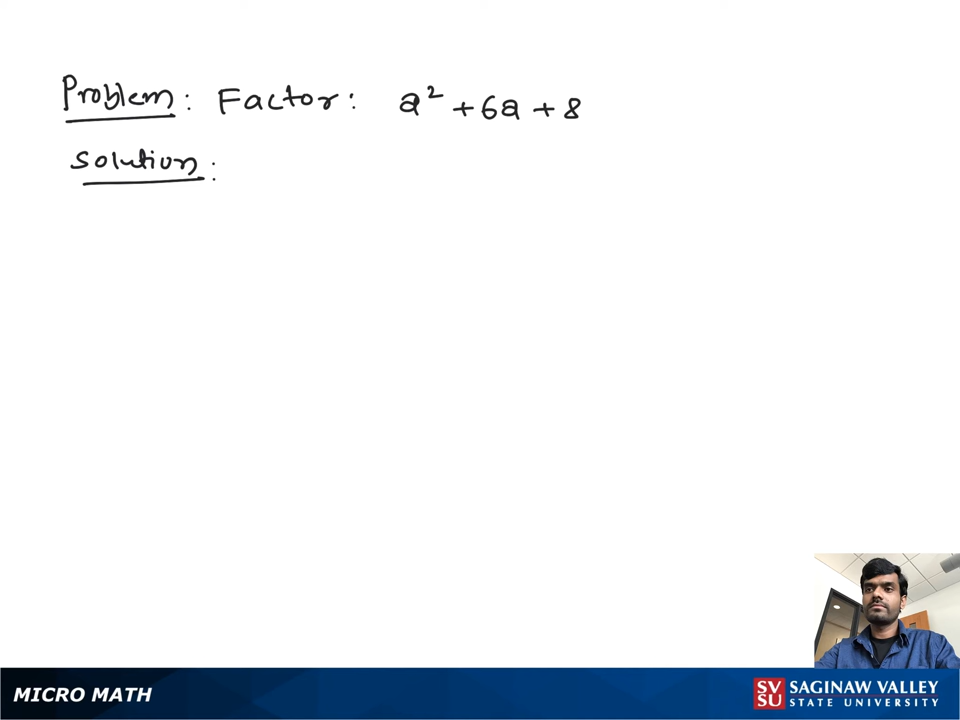 Problem: Factor: a² + 6a + 8
Solution:
MICRO MATH
SV
SU
SAGINAW VALLEY
STATE UNIVERSITY